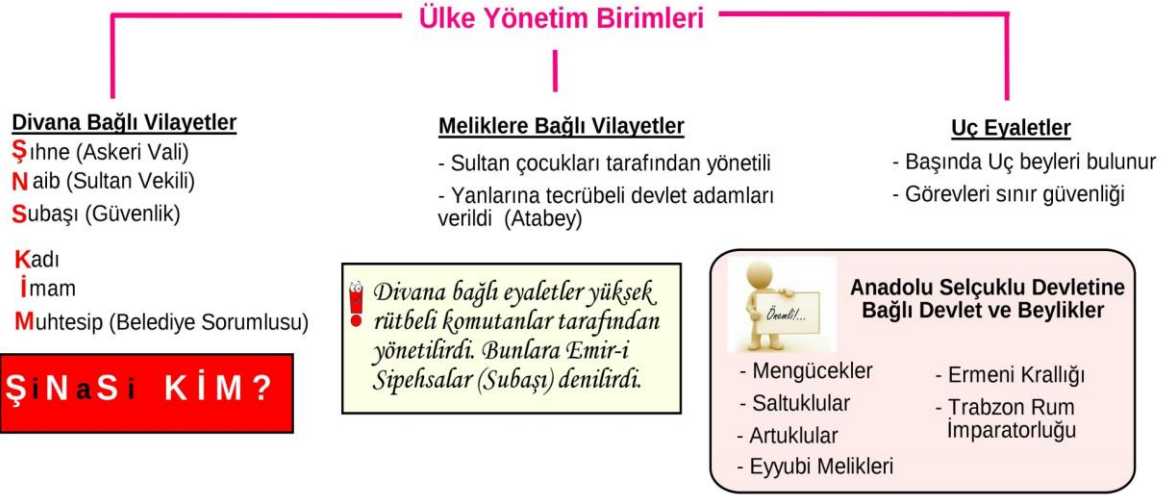 Ülke Yönetim Birimleri
Divana Bağlı Vilayetler
Şıhne (Askeri Vali)
Naib (Sultan Vekili)
Subaşı (Güvenlik)
Kadı
İmam
Muhtesip (Belediye Sorumlusu)
ŞiNaSi KİM?
Meliklere Bağlı Vilayetler
- Sultan çocukları tarafından yönetili
- Yanlarına tecrübeli devlet adamları
verildi (Atabey)
Divana bağlı eyaletler yüksek
rütbeli komutanlar tarafından
yönetilirdi. Bunlara Emir-i
Sipehsalar (Subaşı) denilirdi.
Uç Eyaletler
- Başında Uç beyleri bulunur
- Görevleri sınır güvenliği
Önemli!...
Anadolu Selçuklu Devletine
Bağlı Devlet ve Beylikler
- Mengücekler
- Saltuklular
- Artuklular
- Eyyubi Melikleri
- Ermeni Krallığı
- Trabzon Rum
İmparatorluğu